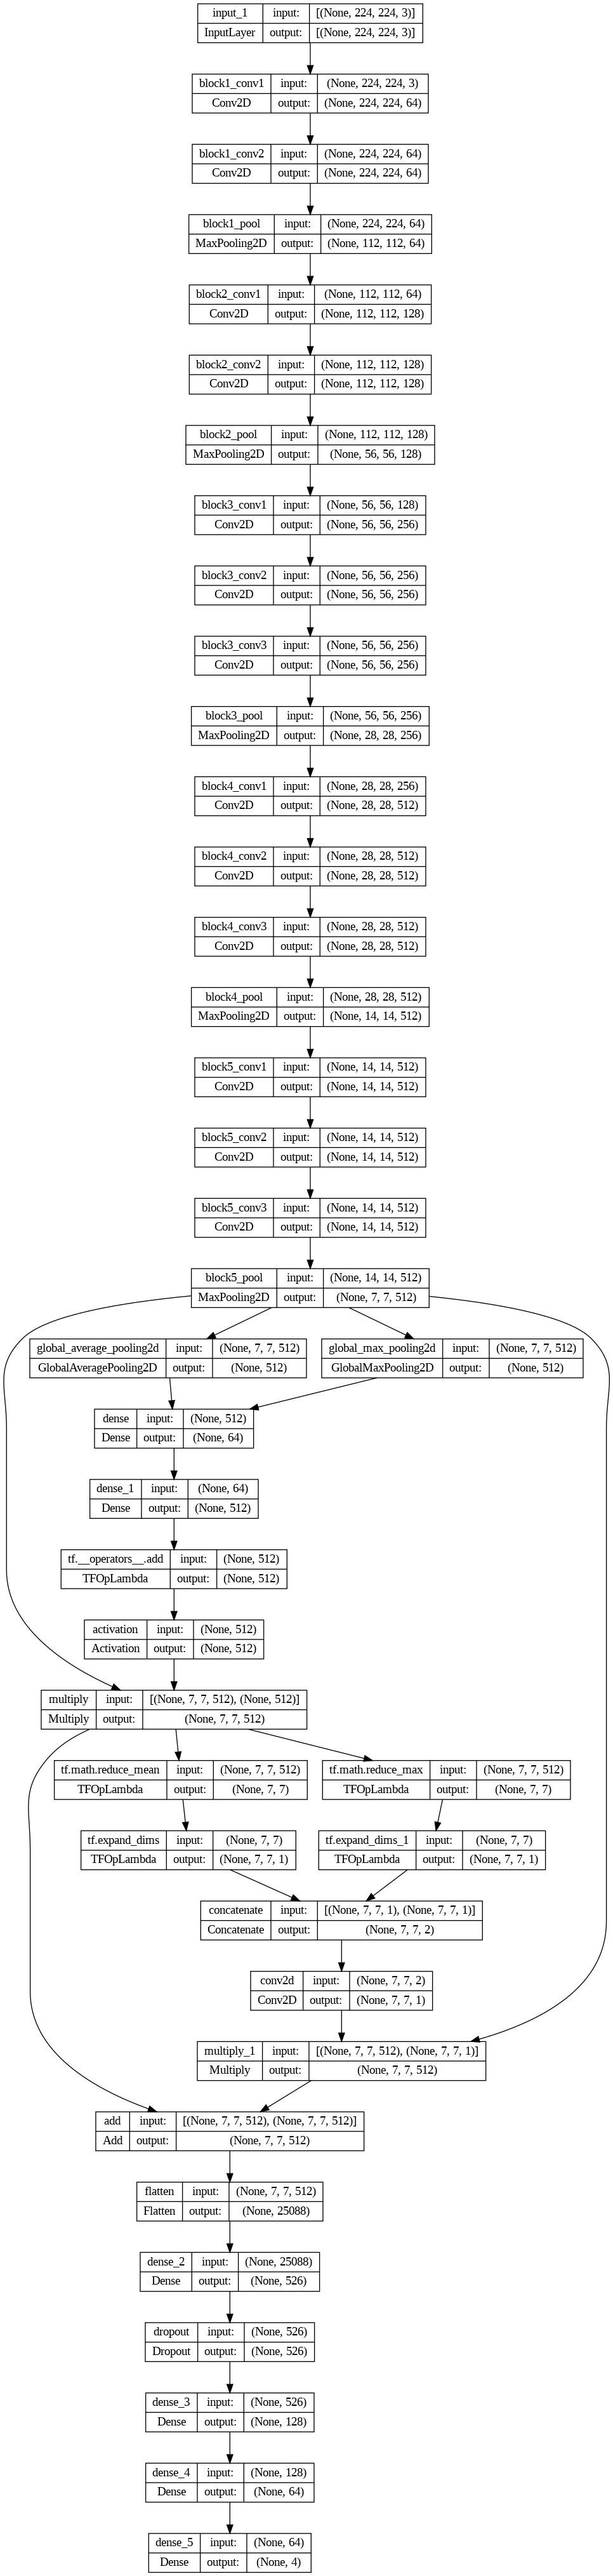 input_1 input: [(None, 224, 224, 3)]
InputLayer output: [(None, 224, 224, 3)]
block1_conv1 input: (None, 224, 224, 3)
Conv2D output: (None, 224, 224, 64)
block1_conv2 input: (None, 224, 224, 64)
Conv2D output: (None, 224, 224, 64)
block1_pool input: (None, 224, 224, 64)
MaxPooling2D output: (None, 112, 112, 64)
block2_conv1 input: (None, 112, 112, 64)
Conv2D output: (None, 112, 112, 128)
block2_conv2 input: (None, 112, 112, 128)
Conv2D output: (None, 112, 112, 128)
block2_pool input: (None, 112, 112, 128)
MaxPooling2D output: (None, 56, 56, 128)
block3_conv1 input: (None, 56, 56, 128)
Conv2D output: (None, 56, 56, 256)
block3_conv2 input: (None, 56, 56, 256)
Conv2D output: (None, 56, 56, 256)
block3_conv3 input: (None, 56, 56, 256)
Conv2D output: (None, 56, 56, 256)
block3_pool input: (None, 56, 56, 256)
MaxPooling2D output: (None, 28, 28, 256)
block4_conv1 input: (None, 28, 28, 256)
Conv2D output: (None, 28, 28, 512)
block4_conv2 input: (None, 28, 28, 512)
Conv2D output: (None, 28, 28, 512)
block4_conv3 input: (None, 28, 28, 512)
Conv2D output: (None, 28, 28, 512)
block4_pool input: (None, 28, 28, 512)
MaxPooling2D output: (None, 14, 14, 512)
block5_conv1 input: (None, 14, 14, 512)
Conv2D output: (None, 14, 14, 512)
block5_conv2 input: (None, 14, 14, 512)
Conv2D output: (None, 14, 14, 512)
block5_conv3 input: (None, 14, 14, 512)
Conv2D output: (None, 14, 14, 512)
block5_pool input: (None, 14, 14, 512)
MaxPooling2D output: (None, 7, 7, 512)
global_average_pooling2d input: (None, 7, 7, 512)
GlobalAveragePooling2D output: (None, 512)
global_max_pooling2d input: (None, 7, 7, 512)
GlobalMaxPooling2D output: (None, 512)
dense input: (None, 512)
Dense output: (None, 64)
dense_1 input: (None, 64)
Dense output: (None, 512)
tf.__operators__.add input: (None, 512)
TFOpLambda output: (None, 512)
activation input: (None, 512)
Activation output: (None, 512)
multiply input: [(None, 7, 7, 512), (None, 512)]
Multiply output: (None, 7, 7, 512)
tf.math.reduce_mean input: (None, 7, 7, 512)
TFOpLambda output: (None, 7, 7)
tf.math.reduce_max input: (None, 7, 7, 512)
TFOpLambda output: (None, 7, 7)
tf.expand_dims input: (None, 7, 7)
TFOpLambda output: (None, 7, 7, 1)
tf.expand_dims_1 input: (None, 7, 7)
TFOpLambda output: (None, 7, 7, 1)
concatenate input: [(None, 7, 7, 1), (None, 7, 7, 1)]
Concatenate output: (None, 7, 7, 2)
conv2d input: (None, 7, 7, 2)
Conv2D output: (None, 7, 7, 1)
multiply_1 input: [(None, 7, 7, 512), (None, 7, 7, 1)]
Multiply output: (None, 7, 7, 512)
add input: [(None, 7, 7, 512), (None, 7, 7, 512)]
Add output: (None, 7, 7, 512)
flatten input: (None, 7, 7, 512)
Flatten output: (None, 25088)
dense_2 input: (None, 25088)
Dense output: (None, 526)
dropout input: (None, 526)
Dropout output: (None, 526)
dense_3 input: (None, 526)
Dense output: (None, 128)
dense_4 input: (None, 128)
Dense output: (None, 64)
dense_5 input: (None, 64)
Dense output: (None, 4)